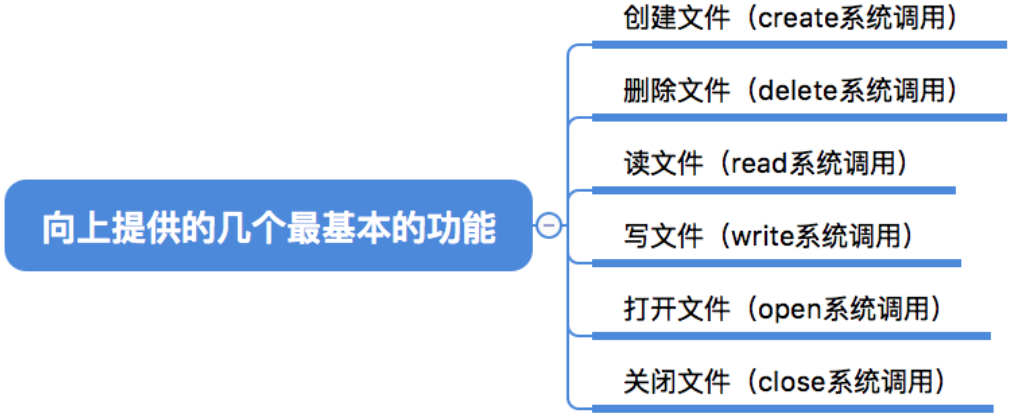 创建文件（create系统调用）
删除文件（delete系统调用）
读文件（read系统调用）
向上提供的几个最基本的功能
写文件（write系统调用）
打开文件（open系统调用）
关闭文件（close系统调用）